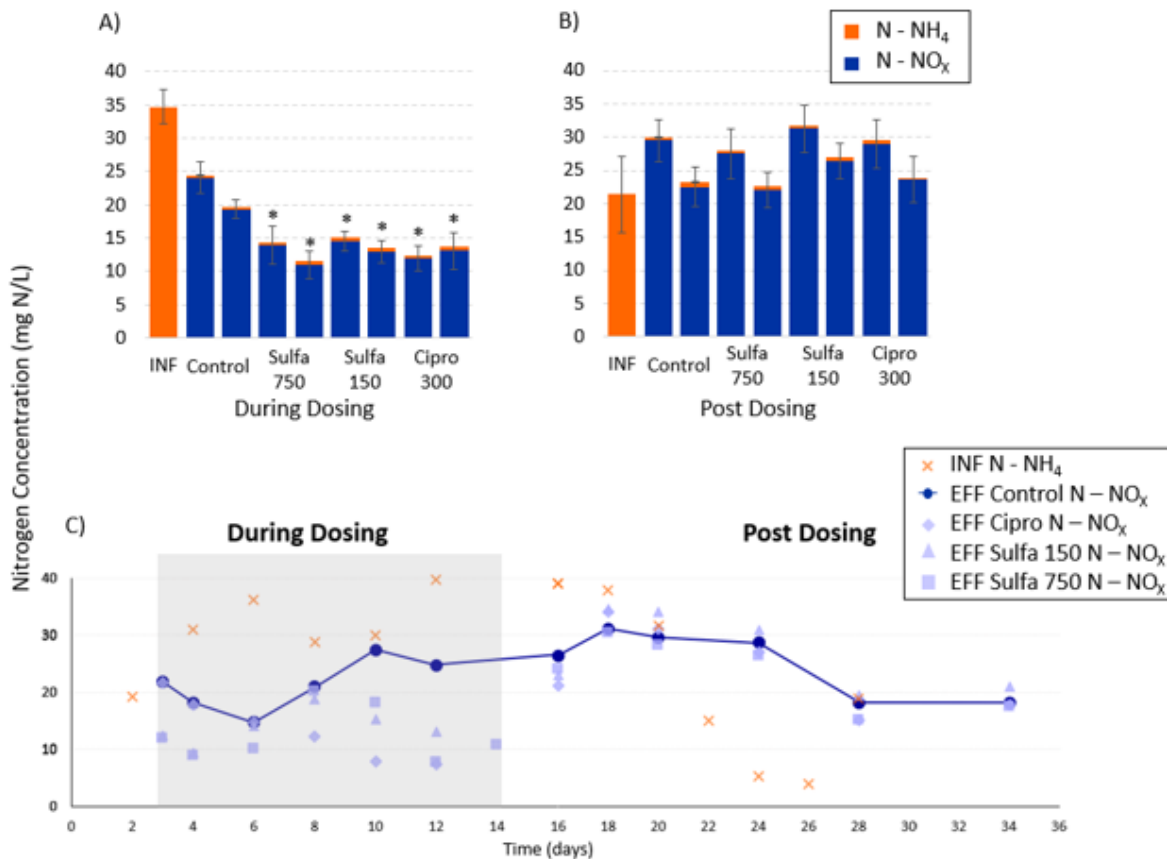 A)
B)
N - NH₄
N - NOₓ
Nitrogen Concentration (mg N/L)
40
35
30
25
20
15
10
5
0
* * * * * *
INF Control Sulfa 750 Sulfa 150 Cipro 300
During Dosing
40
35
30
25
20
15
10
5
0
INF Control Sulfa 750 Sulfa 150 Cipro 300
Post Dosing
INF N - NH₄
EFF Control N – NOₓ
EFF Cipro N – NOₓ
EFF Sulfa 150 N – NOₓ
EFF Sulfa 750 N – NOₓ
C)
During Dosing
Post Dosing
40
30
20
10
0
0 2 4 6 8 10 12 14 16 18 20 22 24 26 28 30 32 34 36
Time (days)